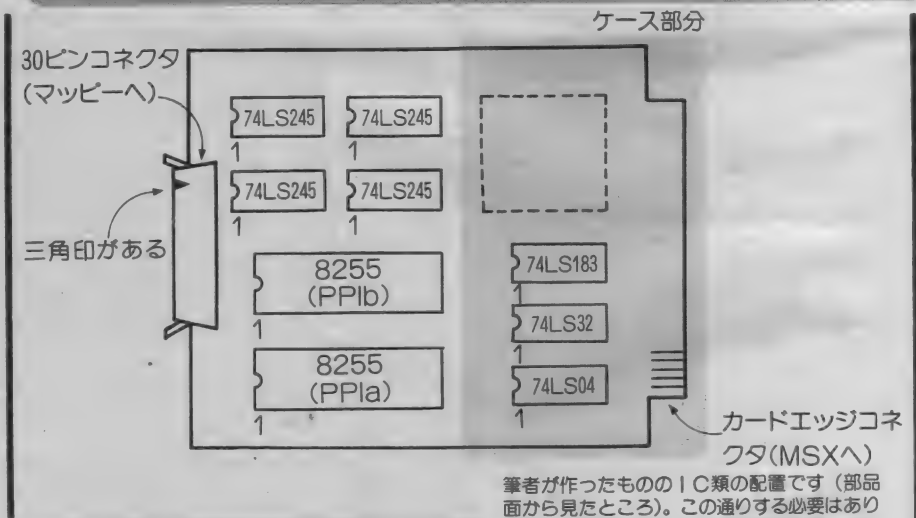 ケース部分
30ピンコネクタ
(マッピーへ)
74LS245
74LS245
1
1
74LS245
74LS245
1
1
三角印がある
8255
(PPIb)
1
8255
(PPIa)
1
74LS183
1
74LS32
1
74LS04
1
カードエッジコネ
クタ(MSXへ)
筆者が作ったもののIC類の配置です(部品
面から見たところ)。この通りする必要はあり